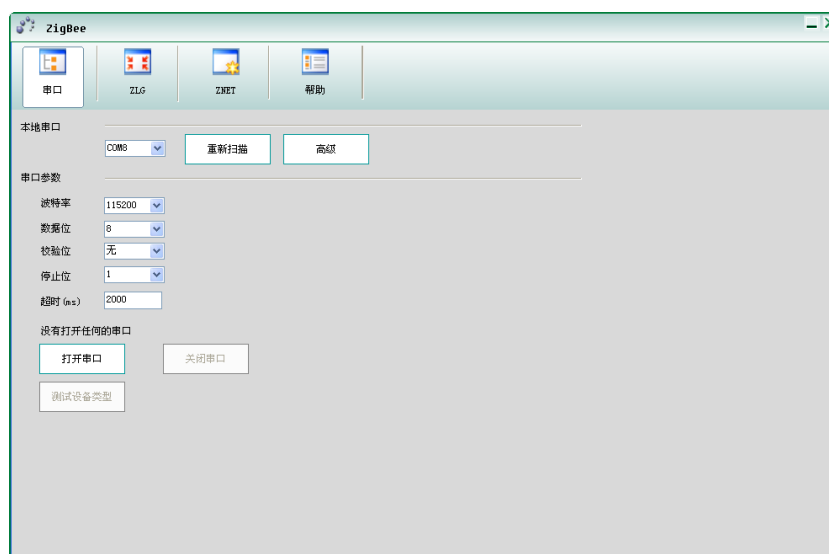 ZigBee
串口 ZLG ZNET 帮助
本地串口
COM8 重新扫描 高级
串口参数
波特率 115200
数据位 8
校验位 无
停止位 1
超时(ms) 2000
没有打开任何的串口
打开串口 关闭串口
测试设备类型